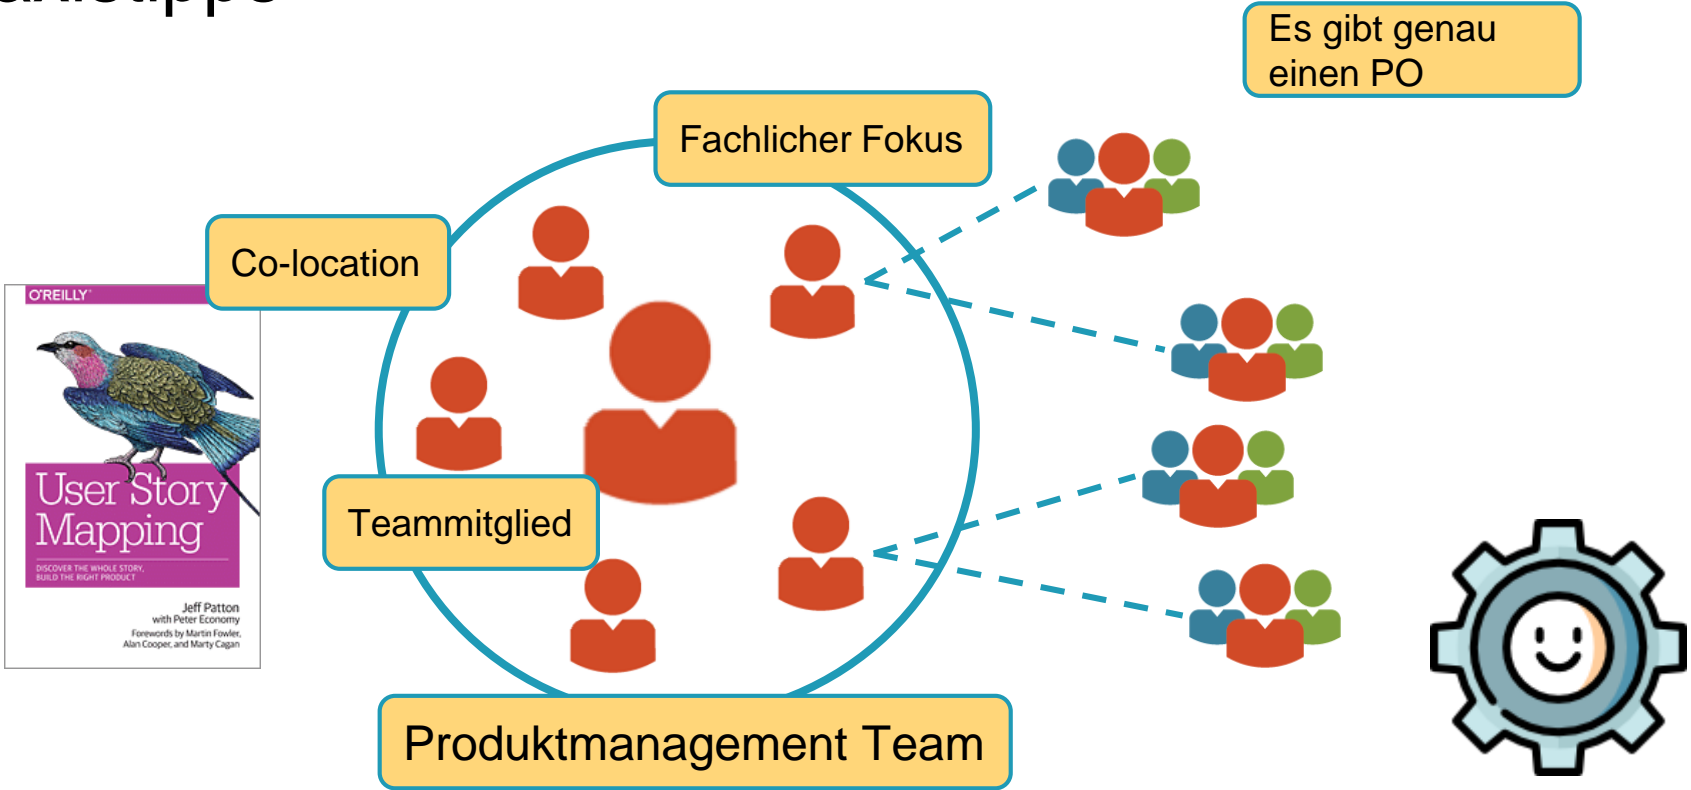 Es gibt genau
einen PO
Fachlicher Fokus
Co-location
O'REILLY
User Story
Mapping
DISCOVER THE WHOLE STORY,
BUILD THE RIGHT PRODUCT
Jeff Patton
with Peter Economy
Forewords by Martin Fowler,
Alan Cooper, and Marty Cagan
Teammitglied
Produktmanagement Team